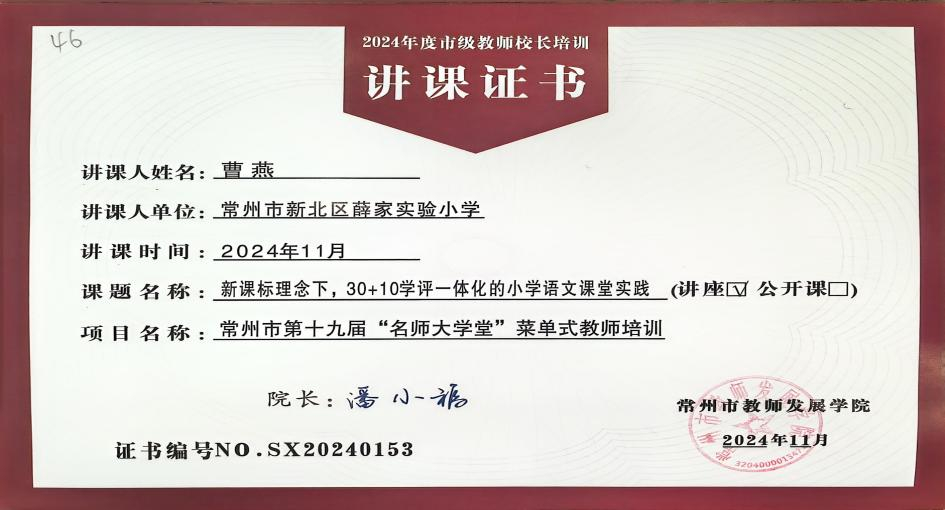 46
2024年度市级教师校长培训
讲课证书
讲课人姓名：曹燕
讲课人单位：常州市新北区薛家实验小学
讲课时间：2024年11月
课题名称：新课标理念下，30+10学评一体化的小学语文课堂实践 (讲座☑ 公开课□)
项目名称：常州市第十九届“名师大学堂”菜单式教师培训
院长：潘小福
常州市教师发展学院
2024年11月
证书编号NO.SX20240153